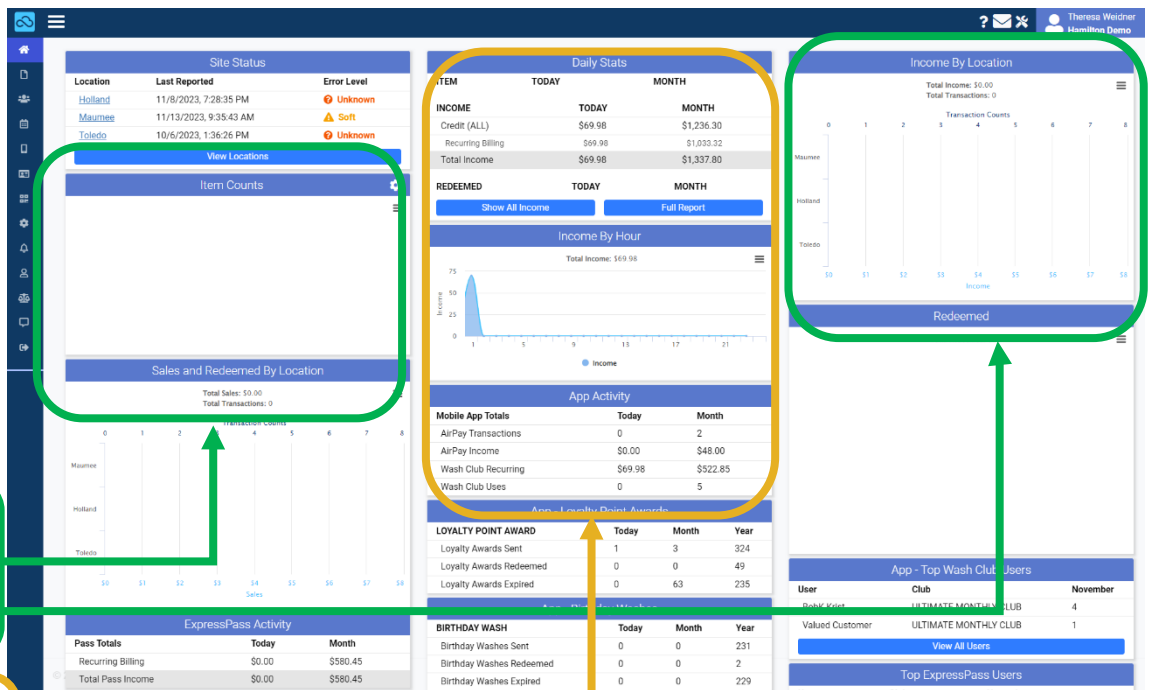 ?
Theresa Weidner
Hamilton Demo
Site Status
Location Last Reported Error Level
Holland 11/8/2023, 7:28:35 PM Unknown
Maumee 11/13/2023, 9:35:43 AM Soft
Toledo 10/6/2023, 1:36:26 PM Unknown
View Locations
Item Counts
Sales and Redeemed By Location
Total Sales: $0.00
Total Transactions: 0
Transaction Counts
0 1 2 3 4 5 6 7 8
Maumee
Holland
Toledo
$0 $1 $2 $3 $4 $5 $6 $7 $8
Sales
ExpressPass Activity
Pass Totals Today Month
Recurring Billing $0.00 $580.45
Total Pass Income $0.00 $580.45
Daily Stats
ITEM TODAY MONTH
INCOME TODAY MONTH
Credit (ALL) $69.98 $1,236.30
Recurring Billing $69.98 $1,033.32
Total Income $69.98 $1,337.80
REDEEMED TODAY MONTH
Show All Income Full Report
Income By Hour
Total Income: $69.98
75
50
25
0
Income
1 5 9 13 17 21
Income
App Activity
Mobile App Totals Today Month
AirPay Transactions 0 2
AirPay Income $0.00 $48.00
Wash Club Recurring $69.98 $522.85
Wash Club Uses 0 5
App - Loyalty Point Awards
LOYALTY POINT AWARD Today Month Year
Loyalty Awards Sent 1 3 324
Loyalty Awards Redeemed 0 0 49
Loyalty Awards Expired 0 63 235
App - Birthday Washes
BIRTHDAY WASH Today Month Year
Birthday Washes Sent 0 0 231
Birthday Washes Redeemed 0 0 2
Birthday Washes Expired 0 0 229
Income By Location
Total Income: $0.00
Total Transactions: 0
Transaction Counts
0 1 2 3 4 5 6 7 8
Maumee
Holland
Toledo
$0 $1 $2 $3 $4 $5 $6 $7 $8
Income
Redeemed
App - Top Wash Club Users
User Club November
RobK Krist ULTIMATE MONTHLY CLUB 4
Valued Customer ULTIMATE MONTHLY CLUB 1
View All Users
Top ExpressPass Users